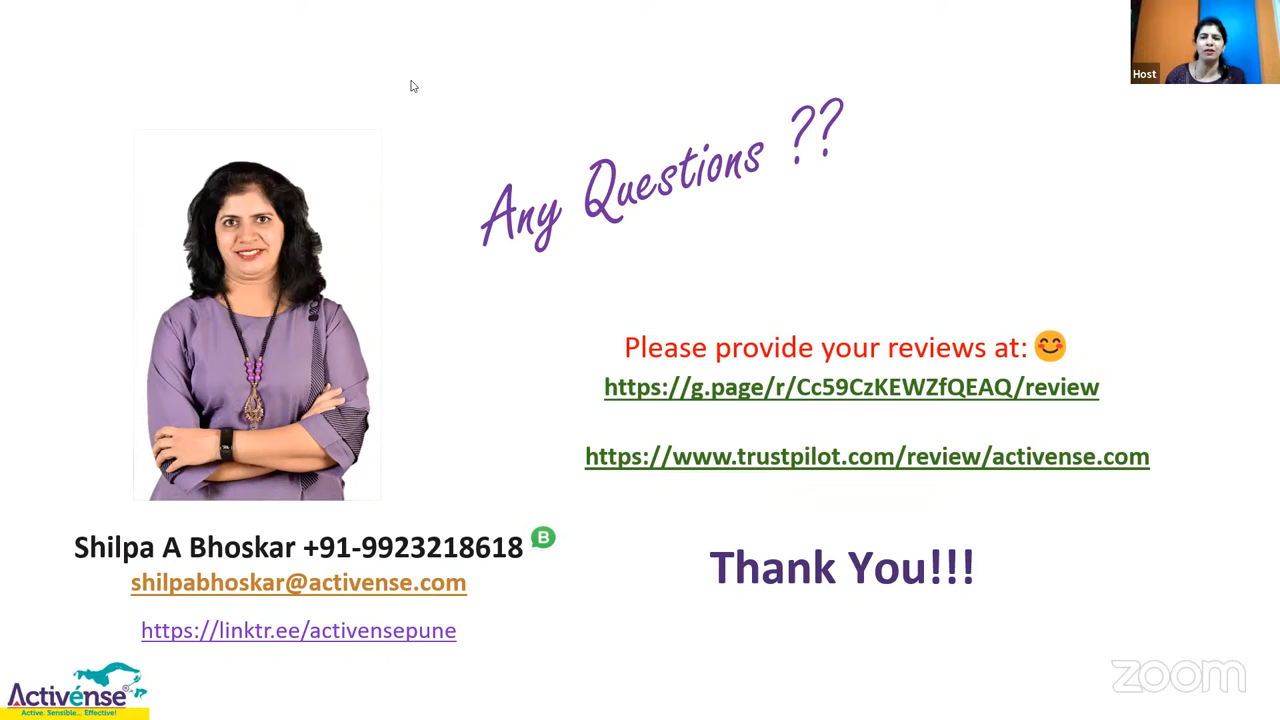 Host
Any Questions ??
Please provide your reviews at:
https://g.page/r/Cc59CzKEWZfQEAQ/review
https://www.trustpilot.com/review/activense.com
Shilpa A Bhoskar +91-9923218618
B
shilpabhoskar@activense.com
Thank You!!!
https://linktr.ee/activensepune
Activénse®
Active. Sensible... Effective!
zoom